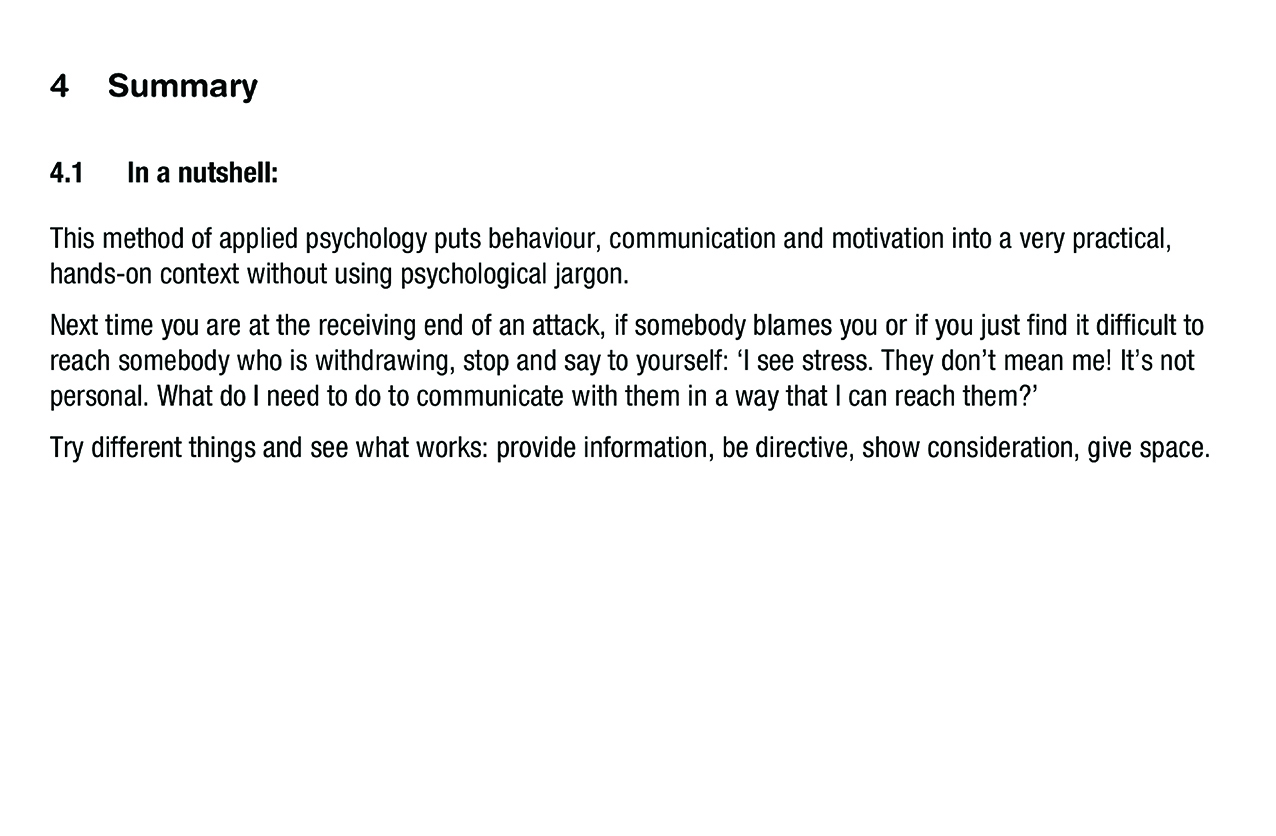 4 Summary
4.1 In a nutshell:
This method of applied psychology puts behaviour, communication and motivation into a very practical,
hands-on context without using psychological jargon.
Next time you are at the receiving end of an attack, if somebody blames you or if you just find it difficult to
reach somebody who is withdrawing, stop and say to yourself: ‘I see stress. They don’t mean me! It’s not
personal. What do I need to do to communicate with them in a way that I can reach them?’
Try different things and see what works: provide information, be directive, show consideration, give space.